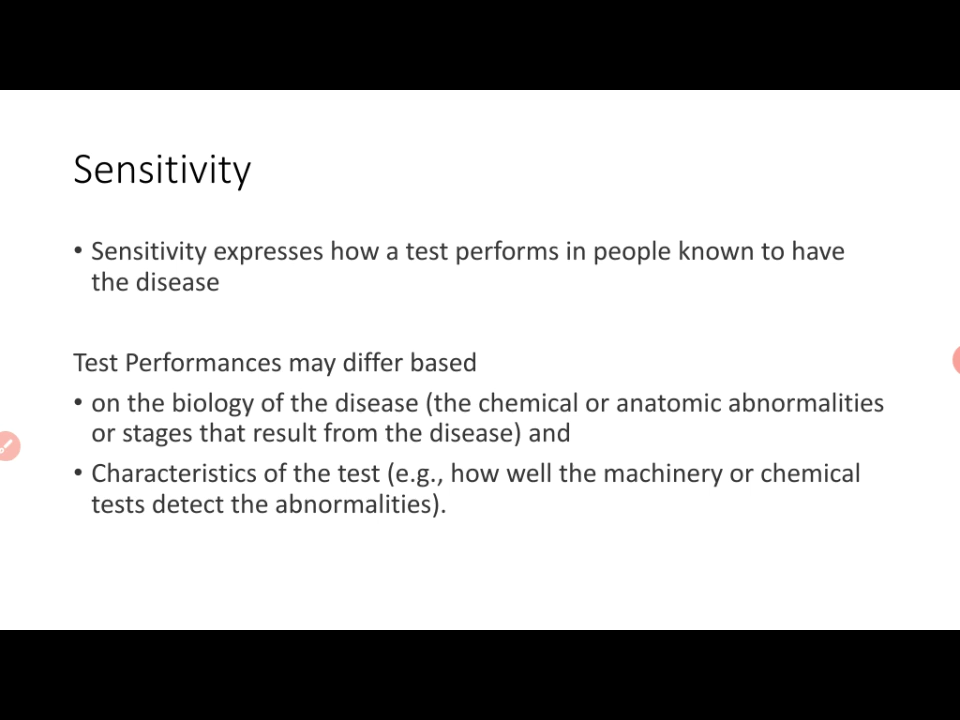 Sensitivity
• Sensitivity expresses how a test performs in people known to have
the disease
Test Performances may differ based
• on the biology of the disease (the chemical or anatomic abnormalities
or stages that result from the disease) and
• Characteristics of the test (e.g., how well the machinery or chemical
tests detect the abnormalities).